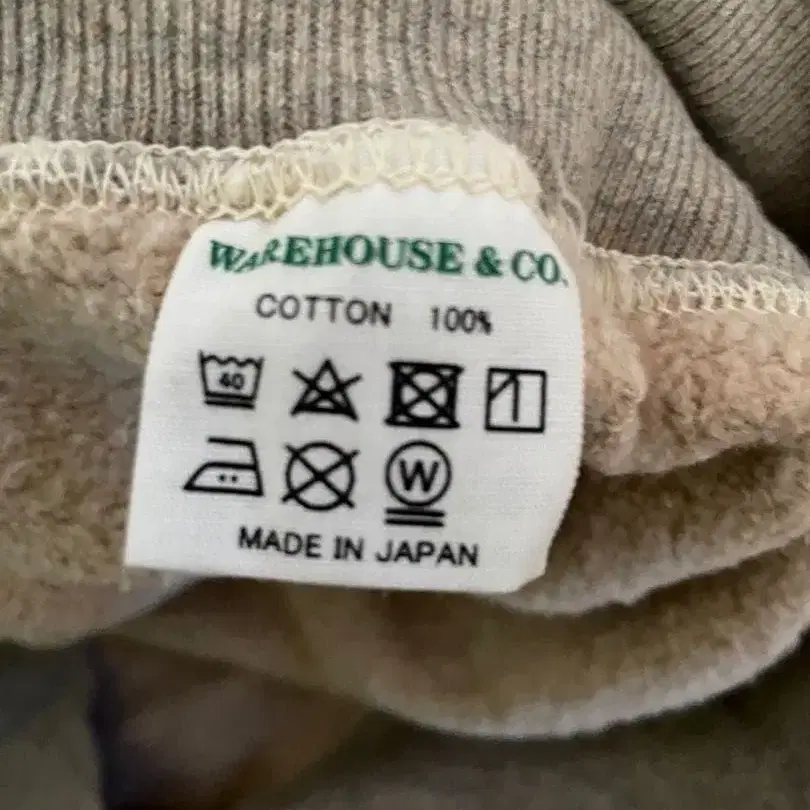 WAREHOUSE & CO.
COTTON 100%
40
W
MADE IN JAPAN